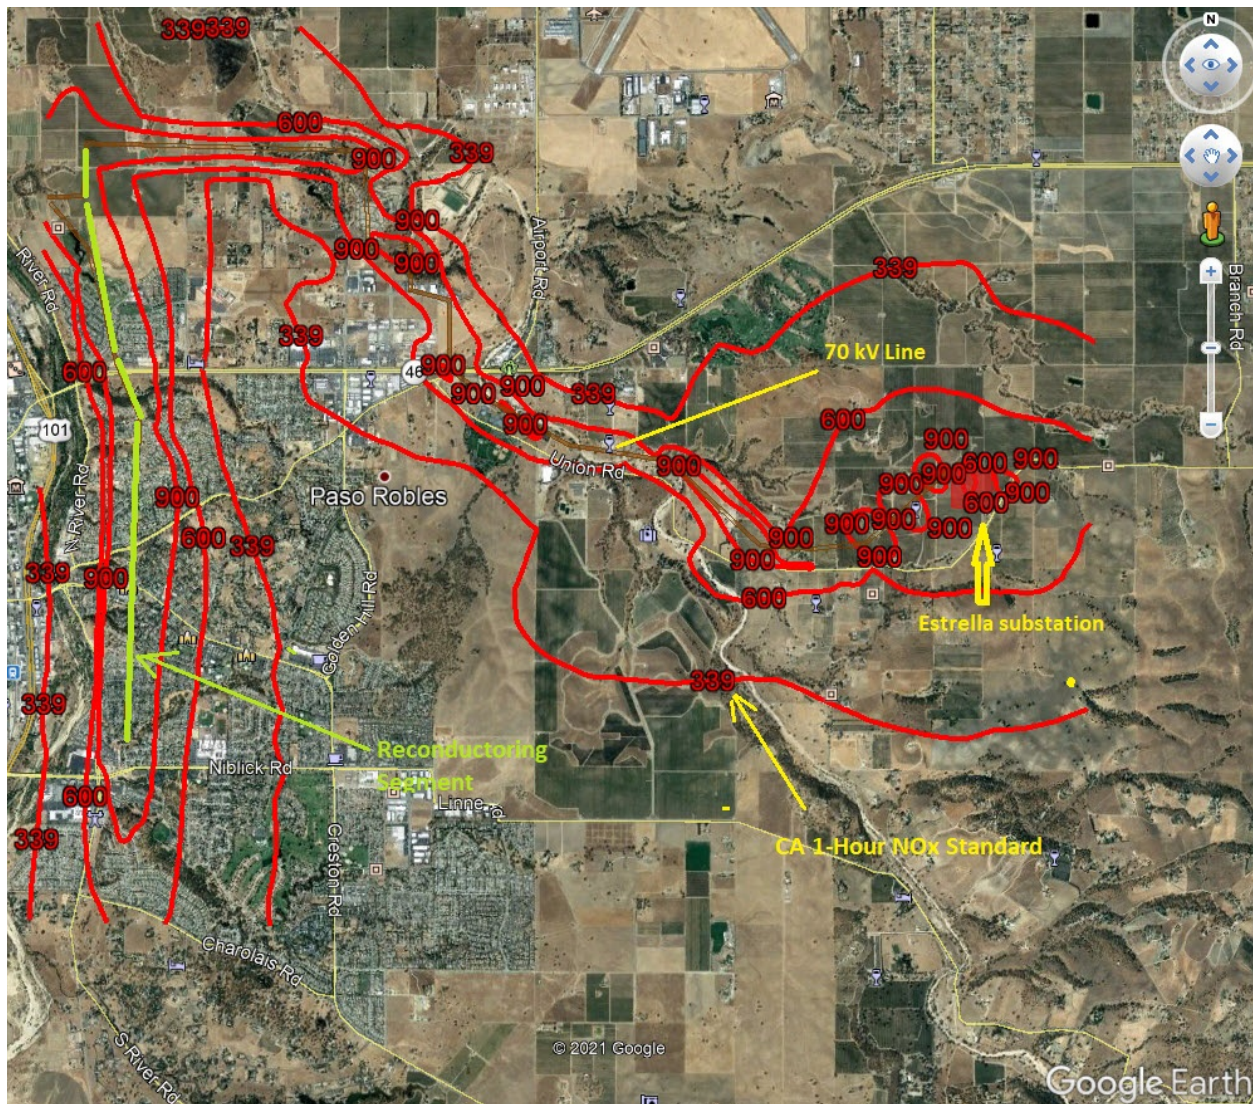 339
339
600
339
900
900
900
900
339
339
Airport Rd
River Rd
Branch Rd
N
600
46
900
900
900
339
70 kV Line
101
900
600
Union Rd
900
900
900
600
900
900
900
600
900
900
900
900
900
Paso Robles
N River Rd
900
600
339
339
900
900
900
600
Estrella substation
Golden Hill Rd
339
339
Reconductoring
Segment
Niblick Rd
Linne Rd
600
339
CA 1-Hour NOx Standard
Creston Rd
Charolais Rd
S River Rd
© 2021 Google
Google Earth